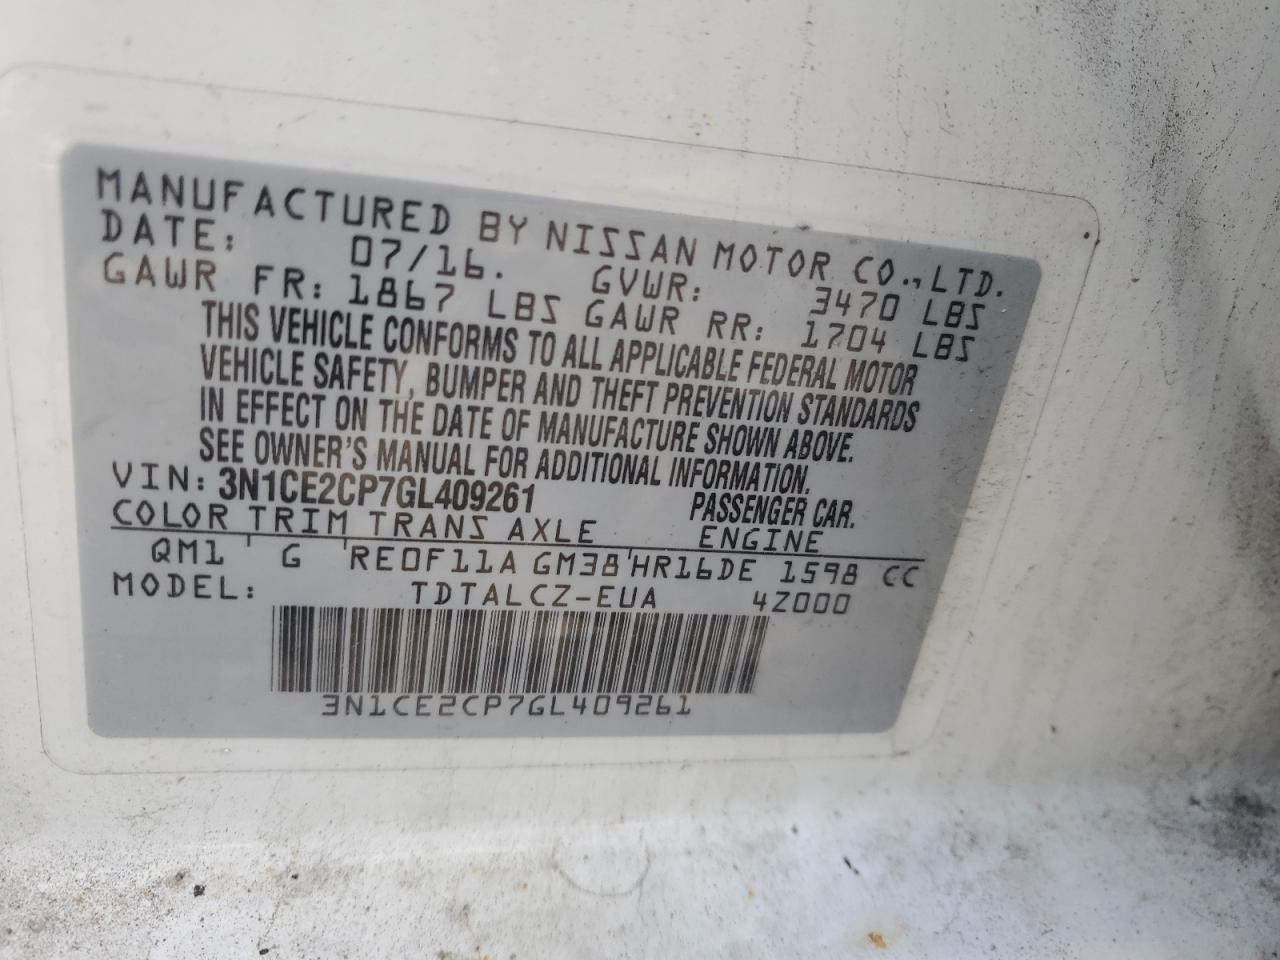 MANUFACTURED BY NISSAN MOTOR CO.,LTD.
DATE: 07/16. GVWR: 3470 LBS
GAWR FR: 1867 LBS GAWR RR: 1704 LBS
THIS VEHICLE CONFORMS TO ALL APPLICABLE FEDERAL MOTOR
VEHICLE SAFETY, BUMPER AND THEFT PREVENTION STANDARDS
IN EFFECT ON THE DATE OF MANUFACTURE SHOWN ABOVE.
SEE OWNER'S MANUAL FOR ADDITIONAL INFORMATION.
VIN: 3N1CE2CP7GL409261 PASSENGER CAR.
COLOR TRIM TRANS AXLE ENGINE
QM1 G RE0F11A GM38 HR16DE 1598 CC
MODEL: TDTALCZ-EUA 4Z000
3N1CE2CP7GL409261